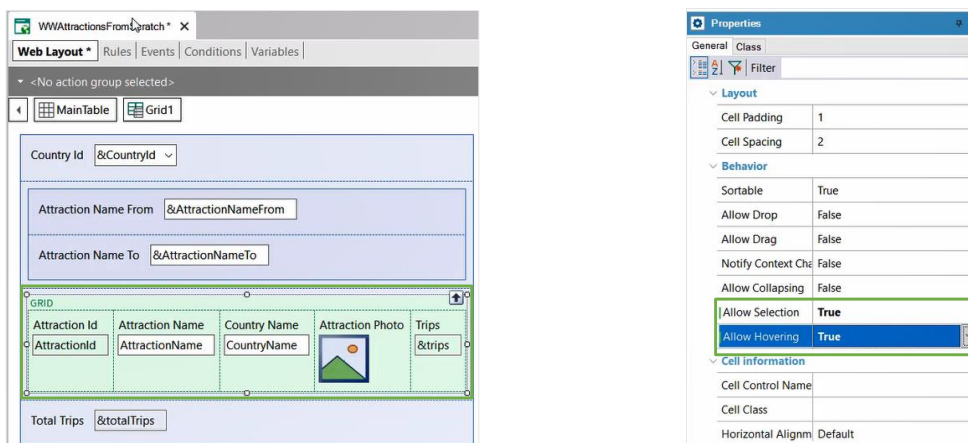 WWAttractionsFromScratch *
Web Layout * Rules Events Conditions Variables
<No action group selected>
MainTable Grid1
Country Id &CountryId
Attraction Name From &AttractionNameFrom
Attraction Name To &AttractionNameTo
GRID
Attraction Id Attraction Name Country Name Attraction Photo Trips
AttractionId AttractionName CountryName &trips
Total Trips &totalTrips
Properties
General Class
Filter
Layout
Cell Padding 1
Cell Spacing 2
Behavior
Sortable True
Allow Drop False
Allow Drag False
Notify Context Cha False
Allow Collapsing False
Allow Selection True
Allow Hovering True
Cell information
Cell Control Name
Cell Class
Horizontal Alignm Default